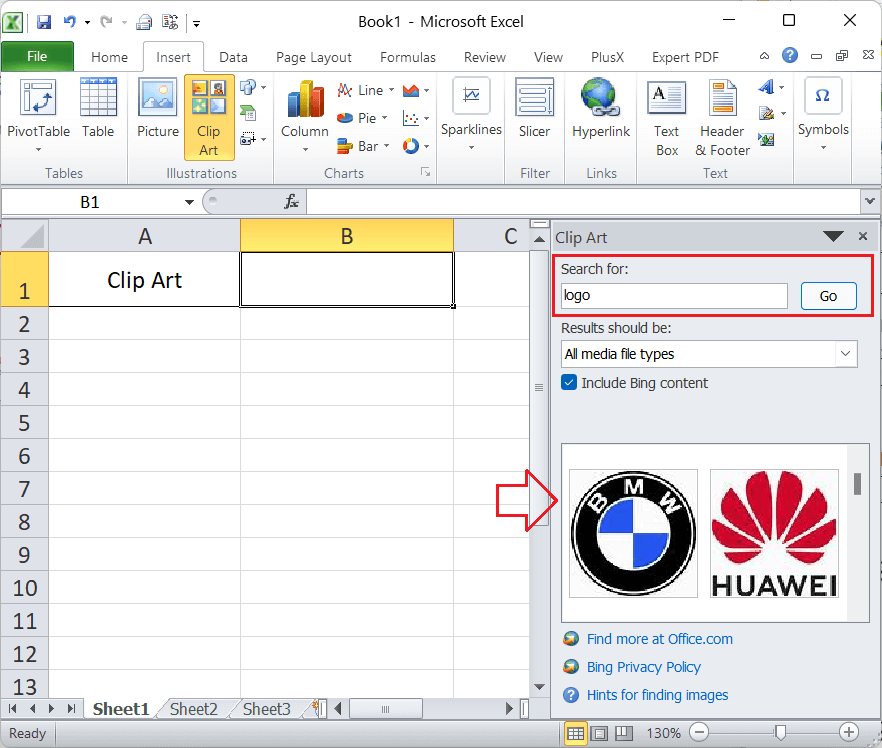 Book1 - Microsoft Excel
File Home Insert Data Page Layout Formulas Review View PlusX Expert PDF
PivotTable Table Picture Clip Art Column Line Pie Bar Sparklines Slicer Hyperlink Text Box Header & Footer Symbols
Tables Illustrations Charts Filter Links Text
B1 fx
A B C
1 Clip Art
2
3
4
5
6
7
8
9
10
11
12
13
Sheet1 Sheet2 Sheet3
Ready 130%
Clip Art
Search for:
logo Go
Results should be:
All media file types
Include Bing content
BMW HUAWEI
Find more at Office.com
Bing Privacy Policy
Hints for finding images